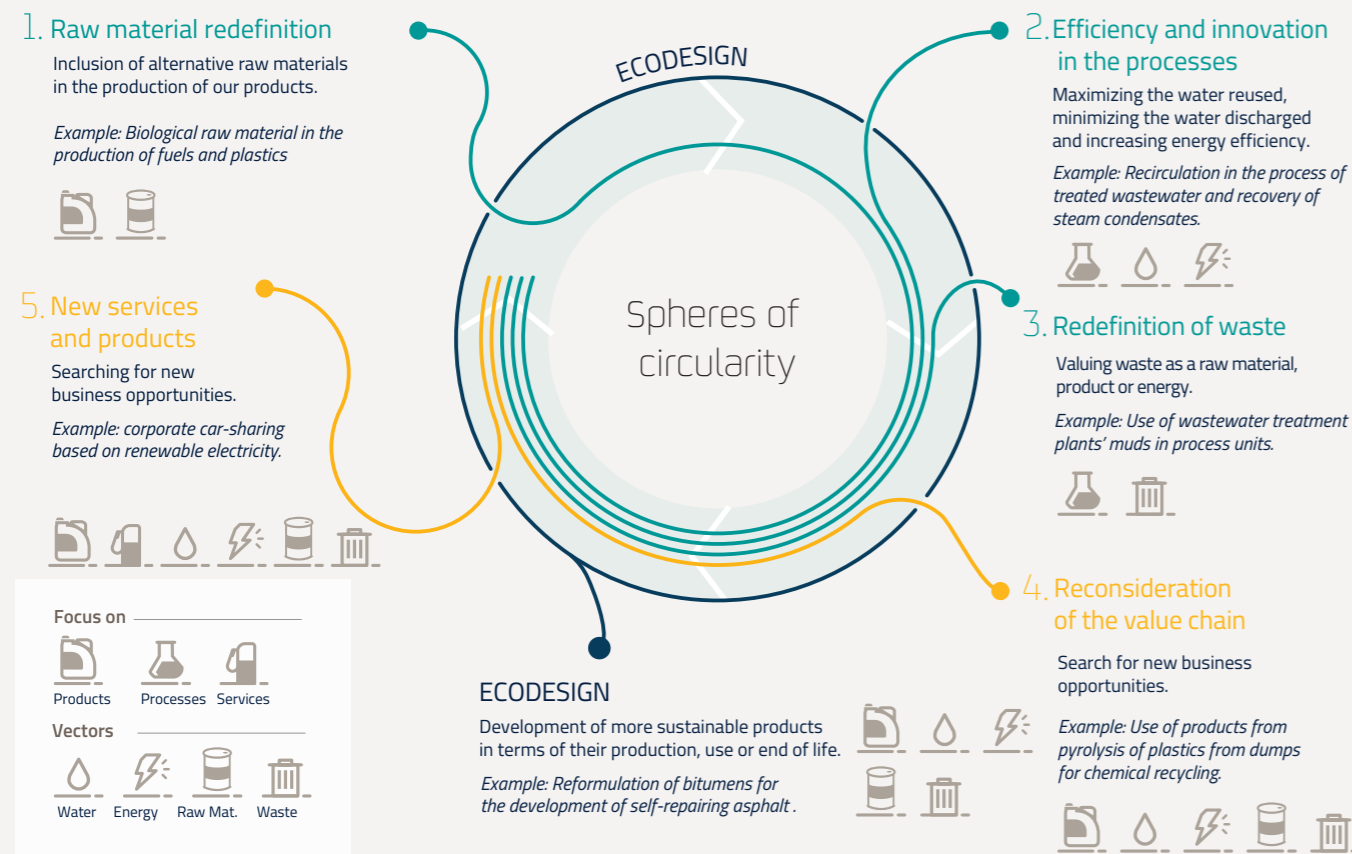 1. Raw material redefinition
Inclusion of alternative raw materials
in the production of our products.
Example: Biological raw material in the
production of fuels and plastics
ECODESIGN
2. Efficiency and innovation
in the processes
Maximizing the water reused,
minimizing the water discharged
and increasing energy efficiency.
Example: Recirculation in the process of
treated wastewater and recovery of
steam condensates.
Spheres of
circularity
3. Redefinition of waste
Valuing waste as a raw material,
product or energy.
Example: Use of wastewater treatment
plants' muds in process units.
4. Reconsideration
of the value chain
Search for new business
opportunities.
Example: Use of products from
pyrolysis of plastics from dumps
for chemical recycling.
5. New services
and products
Searching for new
business opportunities.
Example: corporate car-sharing
based on renewable electricity.
ECODESIGN
Development of more sustainable products
in terms of their production, use or end of life.
Example: Reformulation of bitumens for
the development of self-repairing asphalt .
Focus on
Products Processes Services
Vectors
Water Energy Raw Mat. Waste